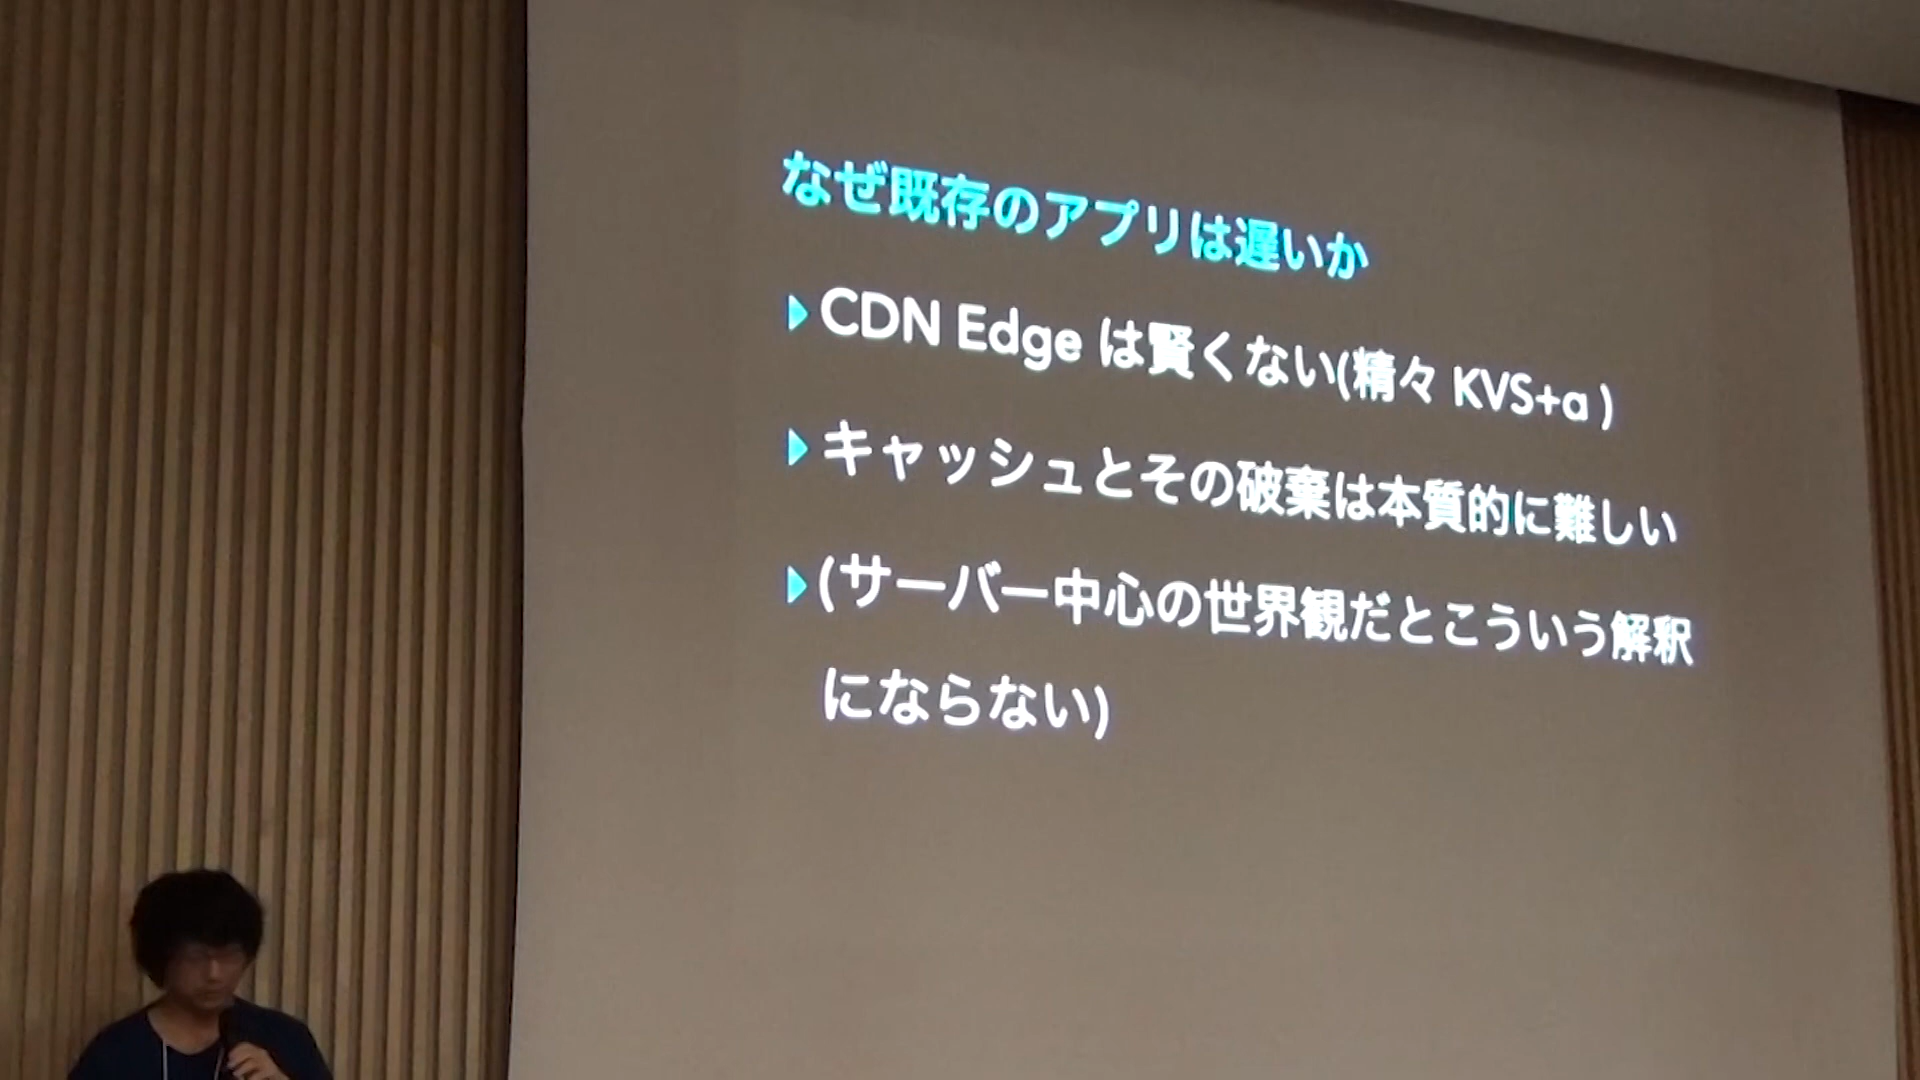 なぜ既存のアプリは遅いか
CDN Edge は賢くない(精々 KVS+α )
キャッシュとその破棄は本質的に難しい
(サーバー中心の世界観だとこういう解釈
にならない)